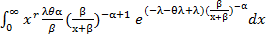 ∫₀^∞ x^r (λθα/β) (β/(x+β))^(-α+1) e^((-λ-θλ+λ)(β/(x+β))^(-α)) dx